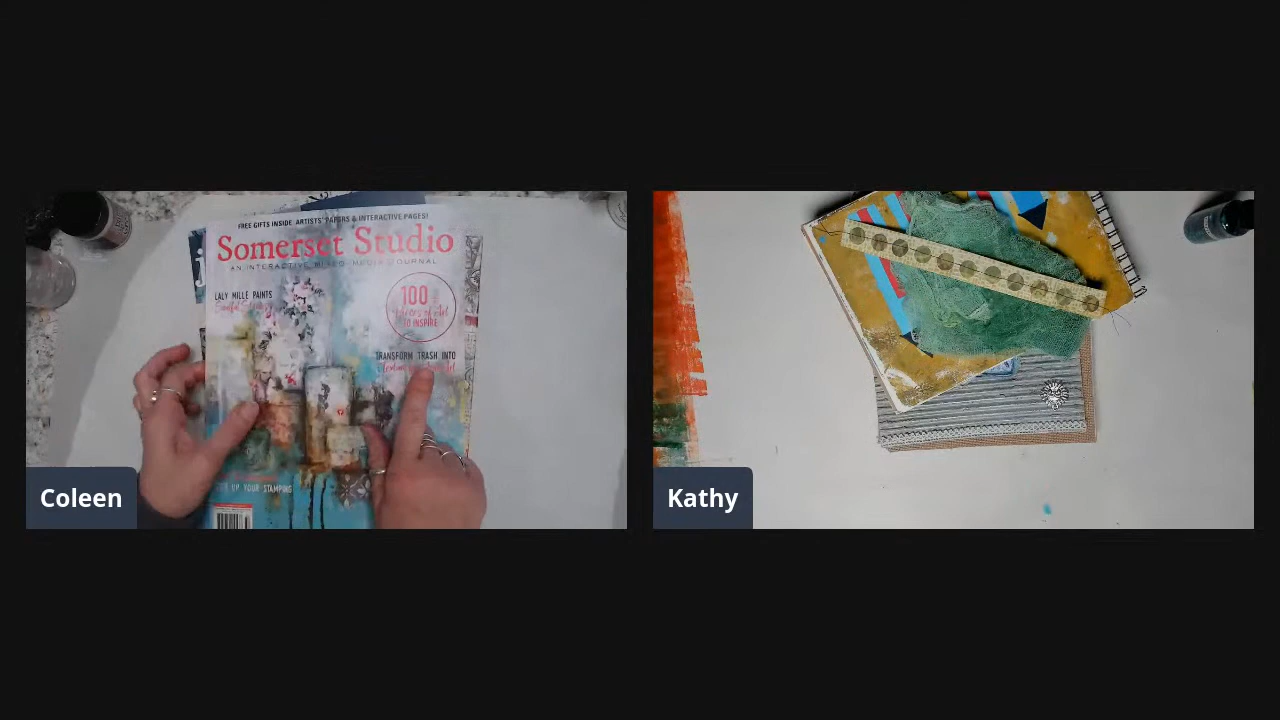 FREE GIFTS INSIDE ARTISTS' PAPERS & INTERACTIVE PAGES!
Somerset Studio
AN INTERACTIVE MIXED-MEDIA JOURNAL
LALY MILLE PAINTS
100
TO INSPIRE
TRANSFORM TRASH INTO
UP YOUR STAMPING
Coleen
Kathy